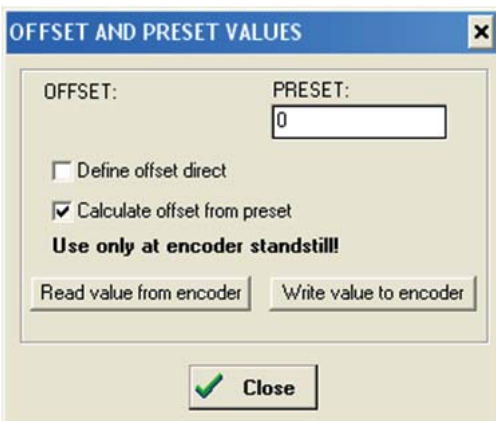 OFFSET AND PRESET VALUES
OFFSET: PRESET:
0
Define offset direct
Calculate offset from preset
Use only at encoder standstill!
Read value from encoder Write value to encoder
Close